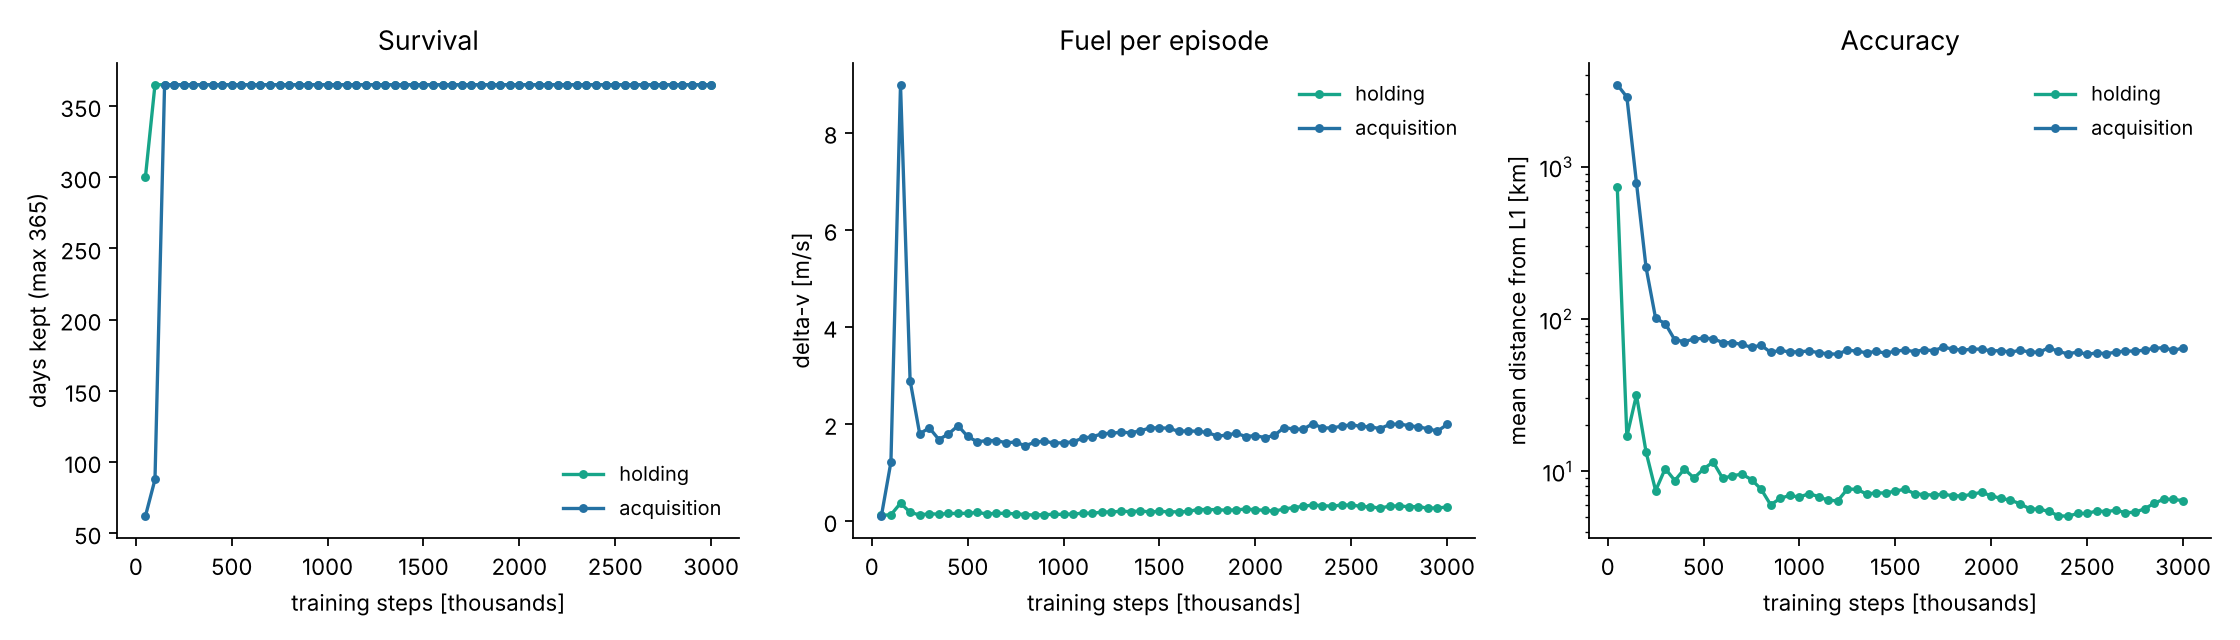 Survival
days kept (max 365)
350
300
250
200
150
100
50
0
500
1000
1500
2000
2500
3000
training steps [thousands]
holding
acquisition
Fuel per episode
delta-v [m/s]
8
6
4
2
0
0
500
1000
1500
2000
2500
3000
training steps [thousands]
holding
acquisition
Accuracy
mean distance from L1 [km]
10³
10²
10¹
0
500
1000
1500
2000
2500
3000
training steps [thousands]
holding
acquisition